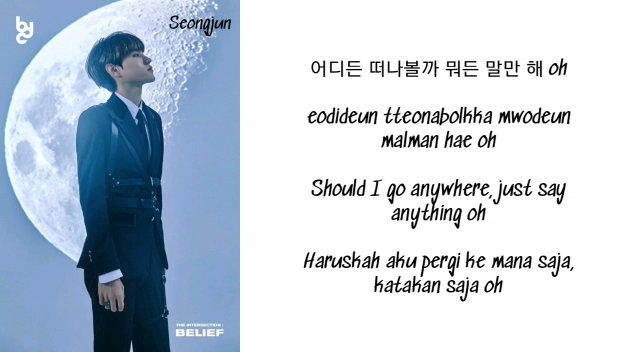 bdc
Seongjun
THE INTERSECTION :
BELIEF
어디든 떠나볼까 뭐든 말만 해 oh
eodideun tteonabolkka mwodeun
malman hae oh
Should I go anywhere, just say
anything oh
Haruskah aku pergi ke mana saja,
katakan saja oh